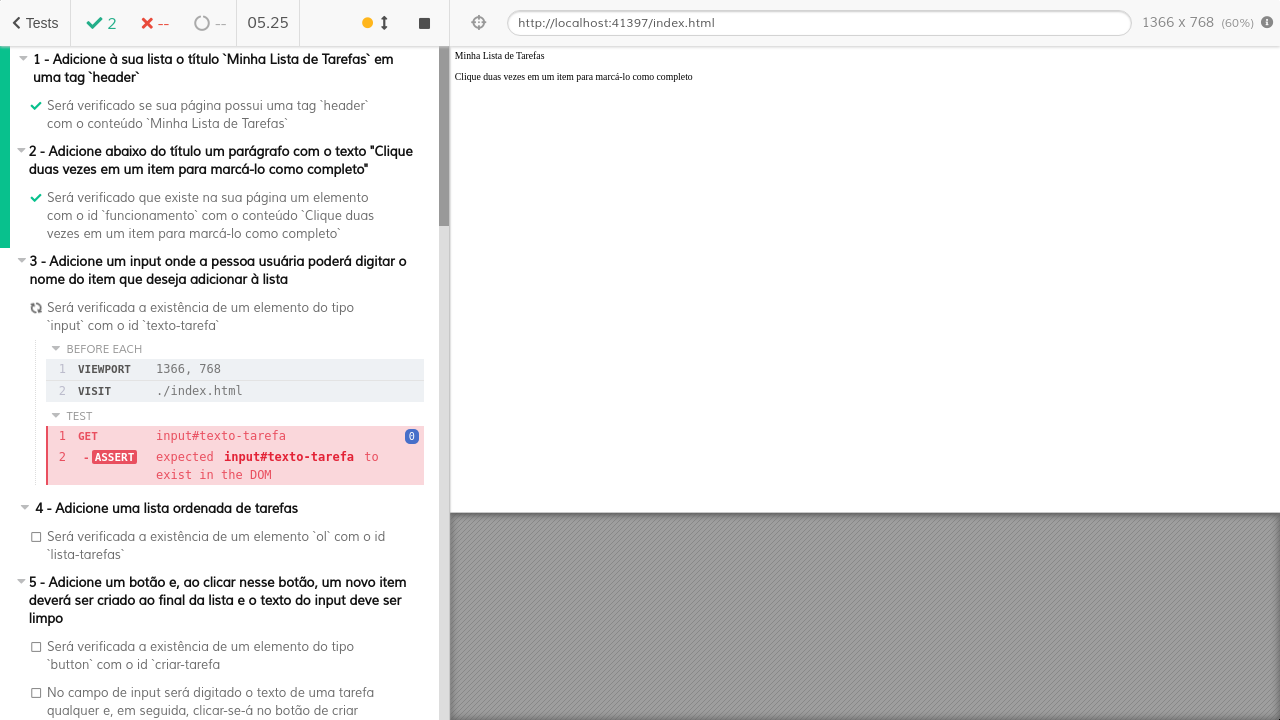 Tests 2 -- -- 05.25
http://localhost:41397/index.html 1366 x 768 (60%)
1 - Adicione à sua lista o título `Minha Lista de Tarefas` em
uma tag `header`
Será verificado se sua página possui uma tag `header`
com o conteúdo `Minha Lista de Tarefas`
2 - Adicione abaixo do título um parágrafo com o texto "Clique
duas vezes em um item para marcá-lo como completo"
Será verificado que existe na sua página um elemento
com o id `funcionamento` com o conteúdo `Clique duas
vezes em um item para marcá-lo como completo`
3 - Adicione um input onde a pessoa usuária poderá digitar o
nome do item que deseja adicionar à lista
Será verificada a existência de um elemento do tipo
`input` com o id `texto-tarefa`
BEFORE EACH
1 VIEWPORT 1366, 768
2 VISIT ./index.html
TEST
1 GET input#texto-tarefa 0
2 -ASSERT expected input#texto-tarefa to
exist in the DOM
4 - Adicione uma lista ordenada de tarefas
Será verificada a existência de um elemento `ol` com o id
`lista-tarefas`
5 - Adicione um botão e, ao clicar nesse botão, um novo item
deverá ser criado ao final da lista e o texto do input deve ser
limpo
Será verificada a existência de um elemento do tipo
`button` com o id `criar-tarefa
No campo de input será digitado o texto de uma tarefa
qualquer e, em seguida, clicar-se-á no botão de criar
Minha Lista de Tarefas
Clique duas vezes em um item para marcá-lo como completo